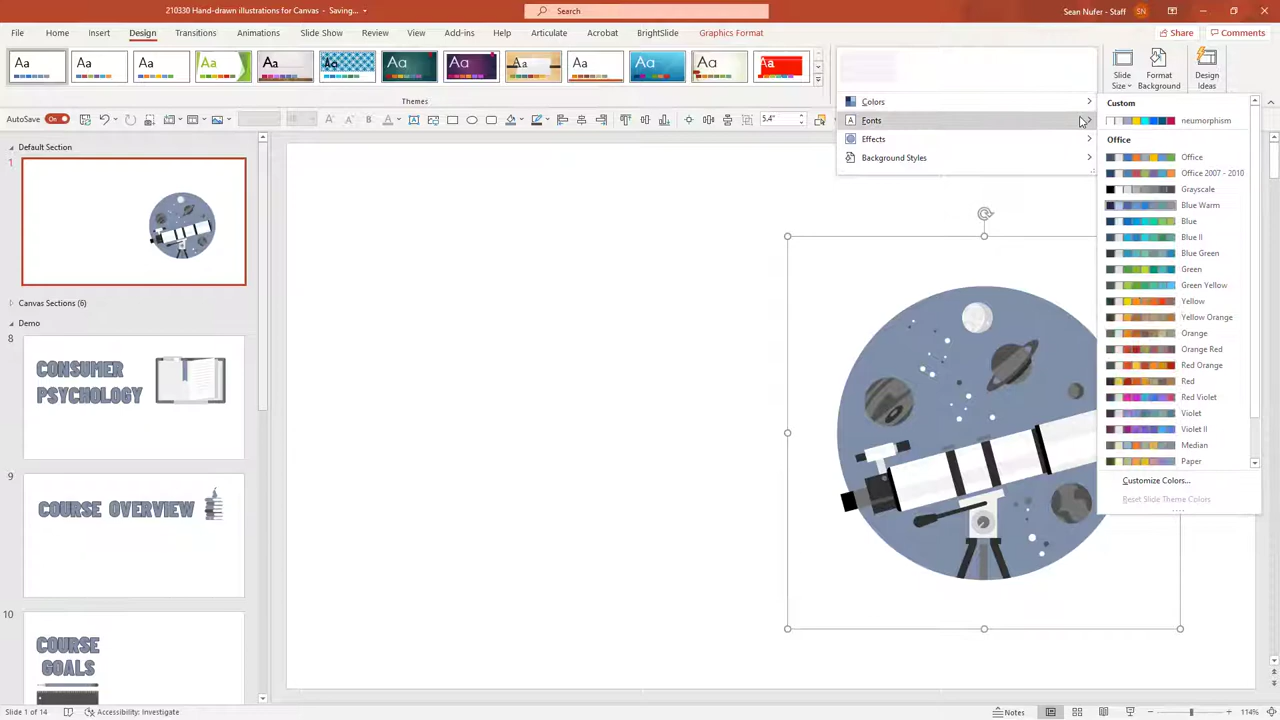 210330 Hand-drawn illustrations for Canvas - Saving...
Search
Sean Nufer - Staff SN
File Home Insert Design Transitions Animations Slide Show Review View Add-ins Help Articulate Acrobat BrightSlide Graphics Format
Share Comments
Aa Aa Aa Aa Aa Aa Aa Aa Aa Aa Aa Aa Aa
Themes
Slide Size
Format Background
Design Ideas
AutoSave On
5.4"
Colors
Fonts
Effects
Background Styles
Custom
neumorphism
Office
Office
Office 2007 - 2010
Grayscale
Blue Warm
Blue
Blue II
Blue Green
Green
Green Yellow
Yellow
Yellow Orange
Orange
Orange Red
Red Orange
Red
Red Violet
Violet
Violet II
Median
Paper
Customize Colors...
Reset Slide Theme Colors
Default Section
1
Canvas Sections (6)
Demo
8
CONSUMER
PSYCHOLOGY
9
COURSE OVERVIEW
10
COURSE
GOALS
Slide 1 of 14
Accessibility: Investigate
Notes
114%